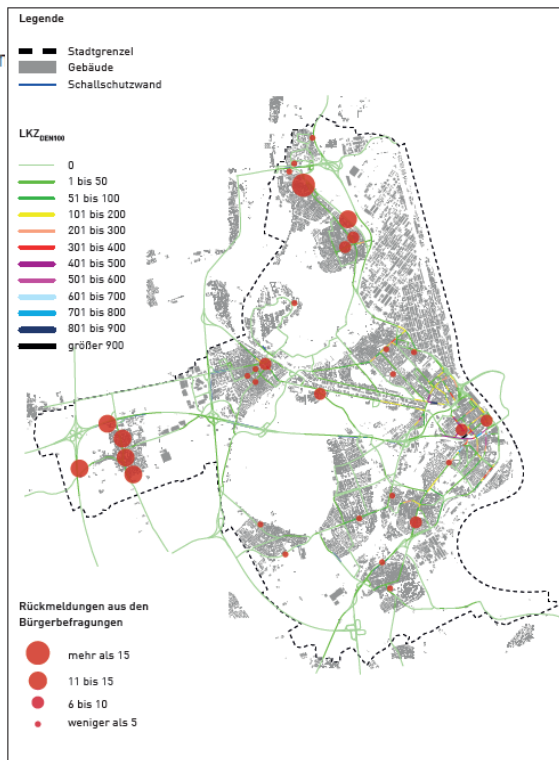 r
Legende
Stadtgrenzel
Gebäude
Schallschutzwand
LKZDEN100
0
1 bis 50
51 bis 100
101 bis 200
201 bis 300
301 bis 400
401 bis 500
501 bis 600
601 bis 700
701 bis 800
801 bis 900
größer 900
Rückmeldungen aus den
Bürgerbefragungen
mehr als 15
11 bis 15
6 bis 10
weniger als 5